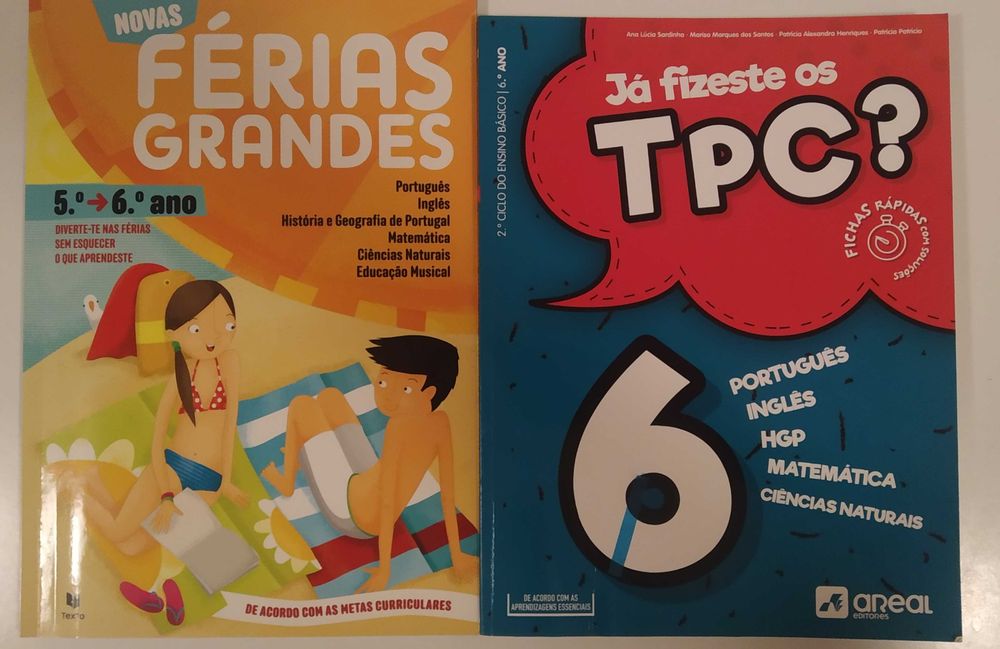 NOVAS
FÉRIAS
GRANDES
5.º → 6.º ano
DIVERTE-TE NAS FÉRIAS
SEM ESQUECER
O QUE APRENDESTE
Português
Inglês
História e Geografia de Portugal
Matemática
Ciências Naturais
Educação Musical
DE ACORDO COM AS METAS CURRICULARES
Texto
Ana Lúcia Sardinha · Marisa Marques dos Santos · Patrícia Alexandra Henriques · Patrícia Patrício
2.º CICLO DO ENSINO BÁSICO | 6.º ANO
Já fizeste os
TPC?
FICHAS RÁPIDAS
COM SOLUÇÕES
6
PORTUGUÊS
INGLÊS
HGP
MATEMÁTICA
CIÊNCIAS NATURAIS
DE ACORDO COM AS
APRENDIZAGENS ESSENCIAIS
AREAL
EDITORES